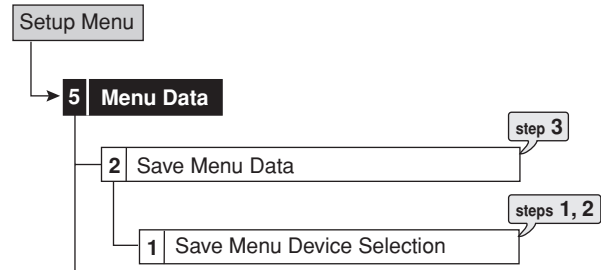 Setup Menu
5 Menu Data
step 3
2 Save Menu Data
steps 1, 2
1 Save Menu Device Selection